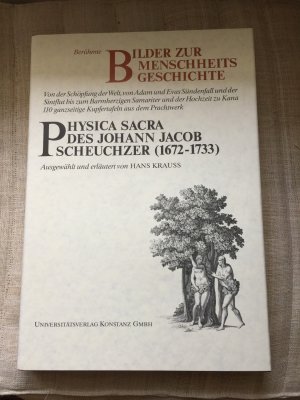 Berühmte
BILDER ZUR
MENSCHHEITS
GESCHICHTE
Von der Schöpfung der Welt, von Adam und Evas Sündenfall und der
Sintflut bis zum Barmherzigen Samariter und der Hochzeit zu Kana
110 ganzseitige Kupfertafeln aus dem Prachtwerk
PHYSICA SACRA
DES JOHANN JACOB
SCHEUCHZER (1672-1733)
Ausgewählt und erläutert von HANS KRAUSS
UNIVERSITÄTSVERLAG KONSTANZ GMBH